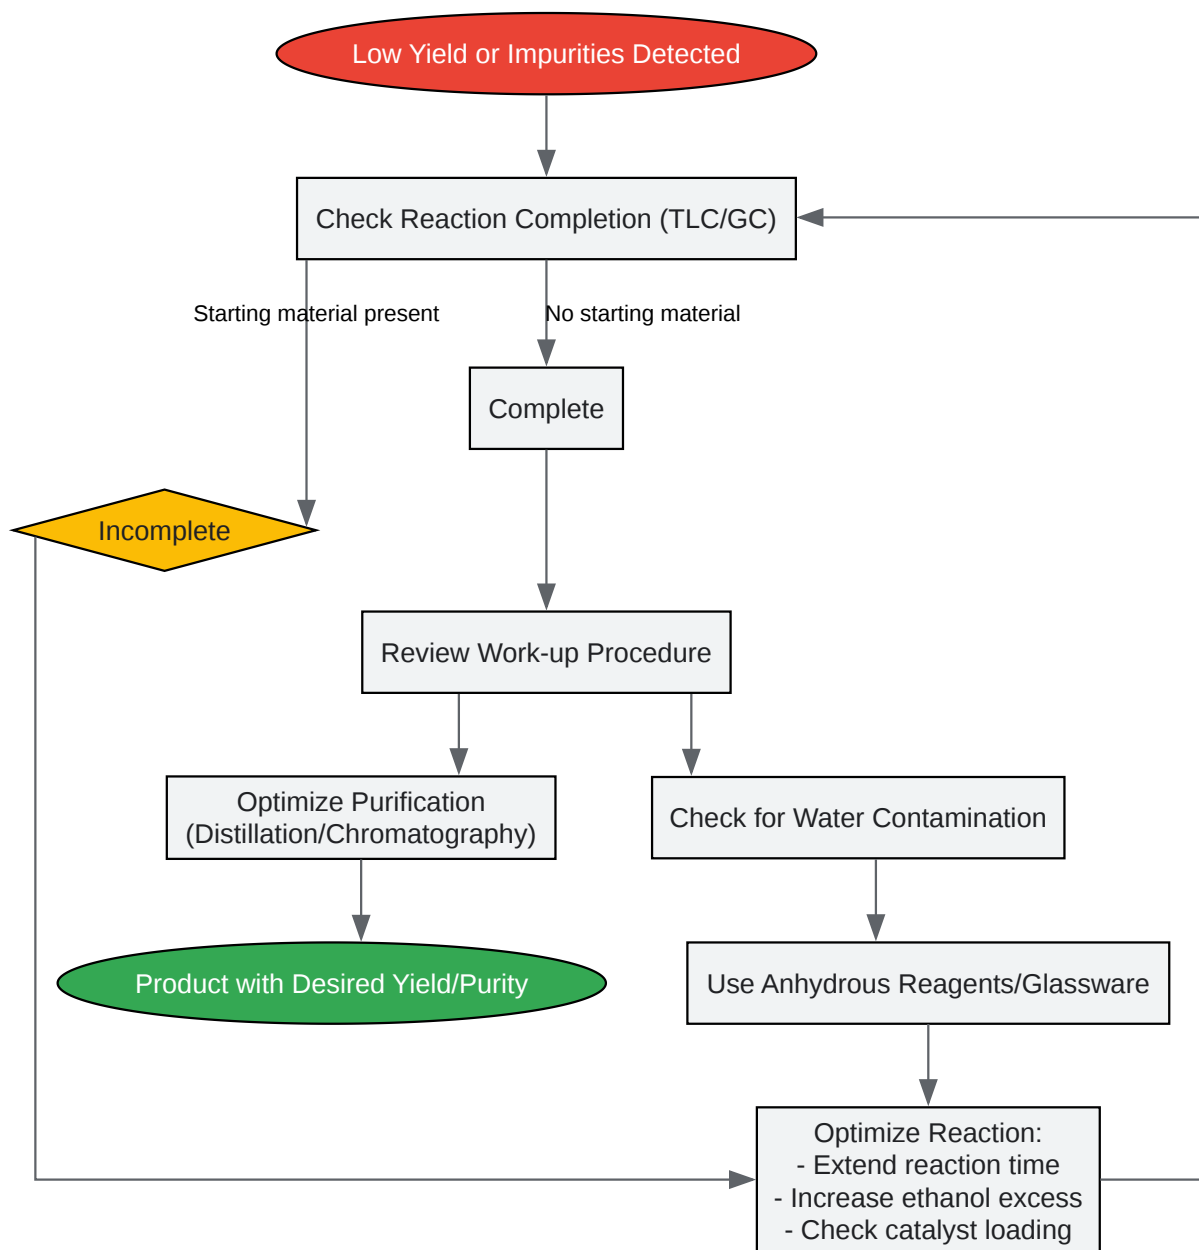 Low Yield or Impurities Detected
Check Reaction Completion (TLC/GC)
Starting material present
No starting material
Complete
Incomplete
Review Work-up Procedure
Optimize Purification
(Distillation/Chromatography)
Check for Water Contamination
Product with Desired Yield/Purity
Use Anhydrous Reagents/Glassware
Optimize Reaction:
- Extend reaction time
- Increase ethanol excess
- Check catalyst loading